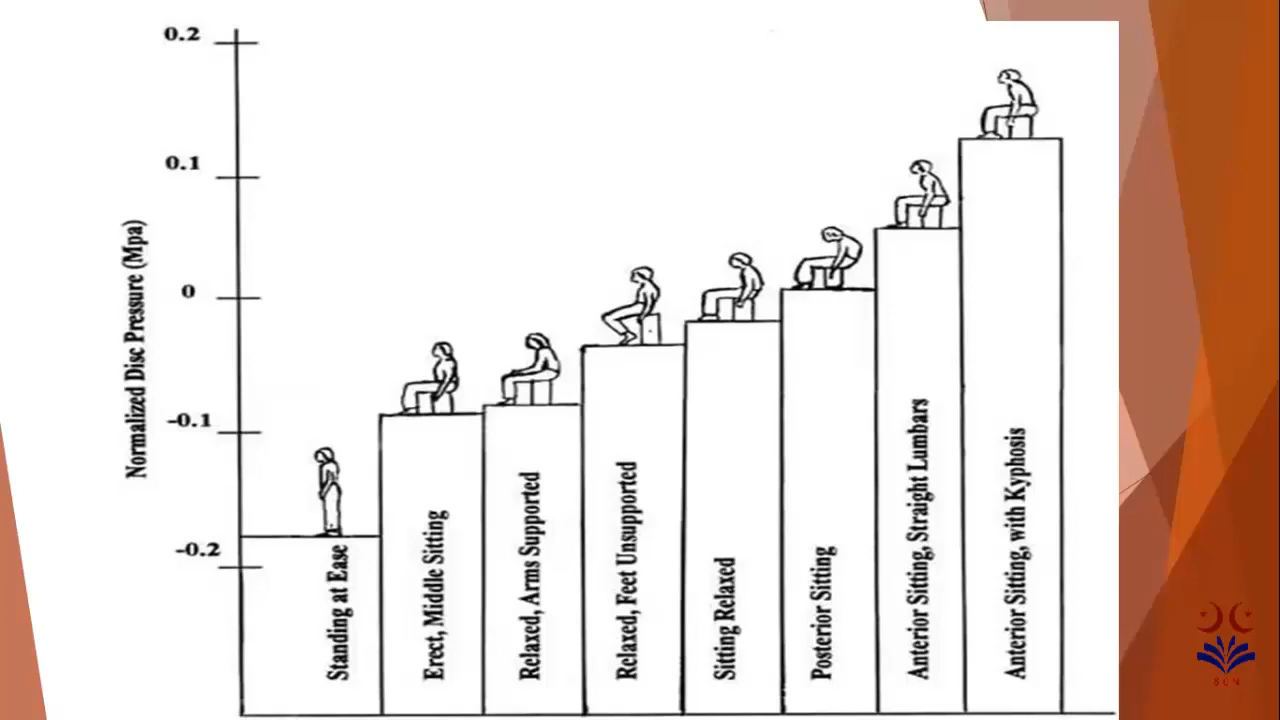 0.2
0.1
0
-0.1
-0.2
Normalized Disc Pressure (Mpa)
Standing at Ease
Erect, Middle Sitting
Relaxed, Arms Supported
Relaxed, Feet Unsupported
Sitting Relaxed
Posterior Sitting
Anterior Sitting, Straight Lumbars
Anterior Sitting, with Kyphosis